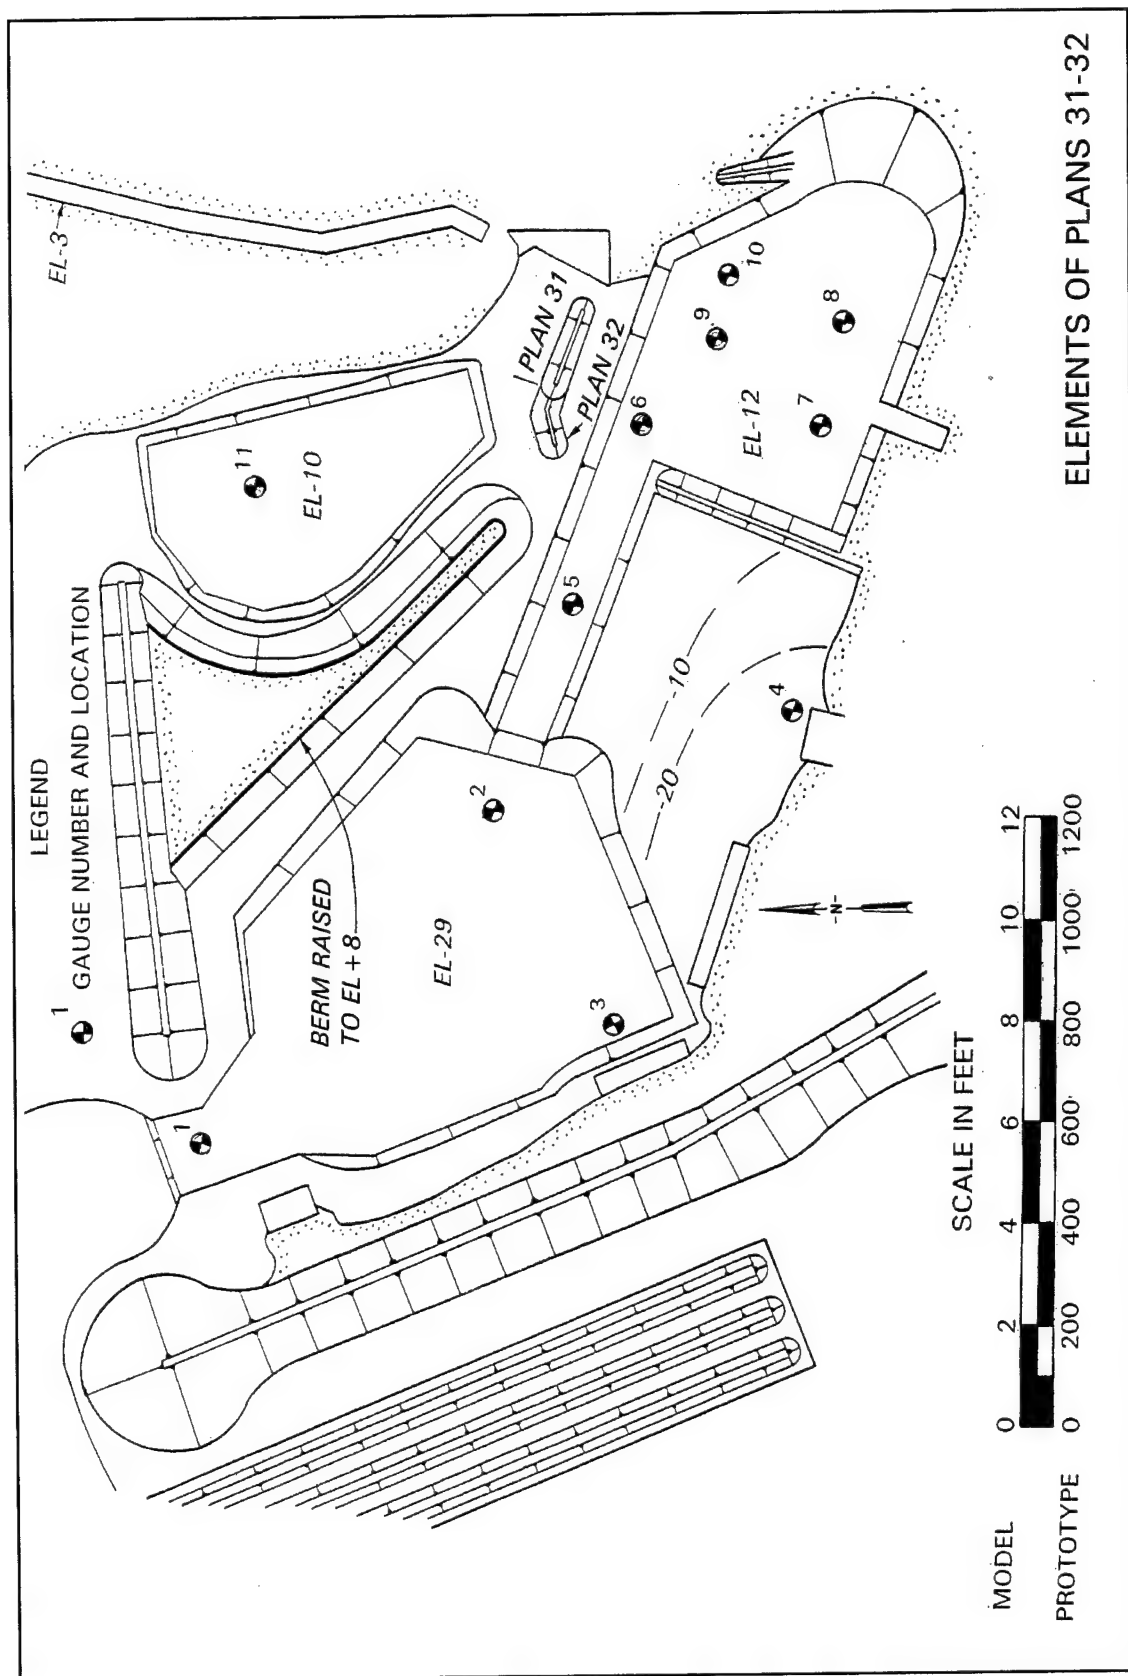 LEGEND
1 GAUGE NUMBER AND LOCATION
EL-3
11
EL-10
PLAN 31
PLAN 32
1
BERM RAISED
TO EL+8
EL-29
2
3
4
5
6
7
8
9
10
EL-12
-10
-20
-N-
SCALE IN FEET
MODEL 0 2 4 6 8 10 12
PROTOTYPE 0 200 400 600 800 1000 1200
ELEMENTS OF PLANS 31-32